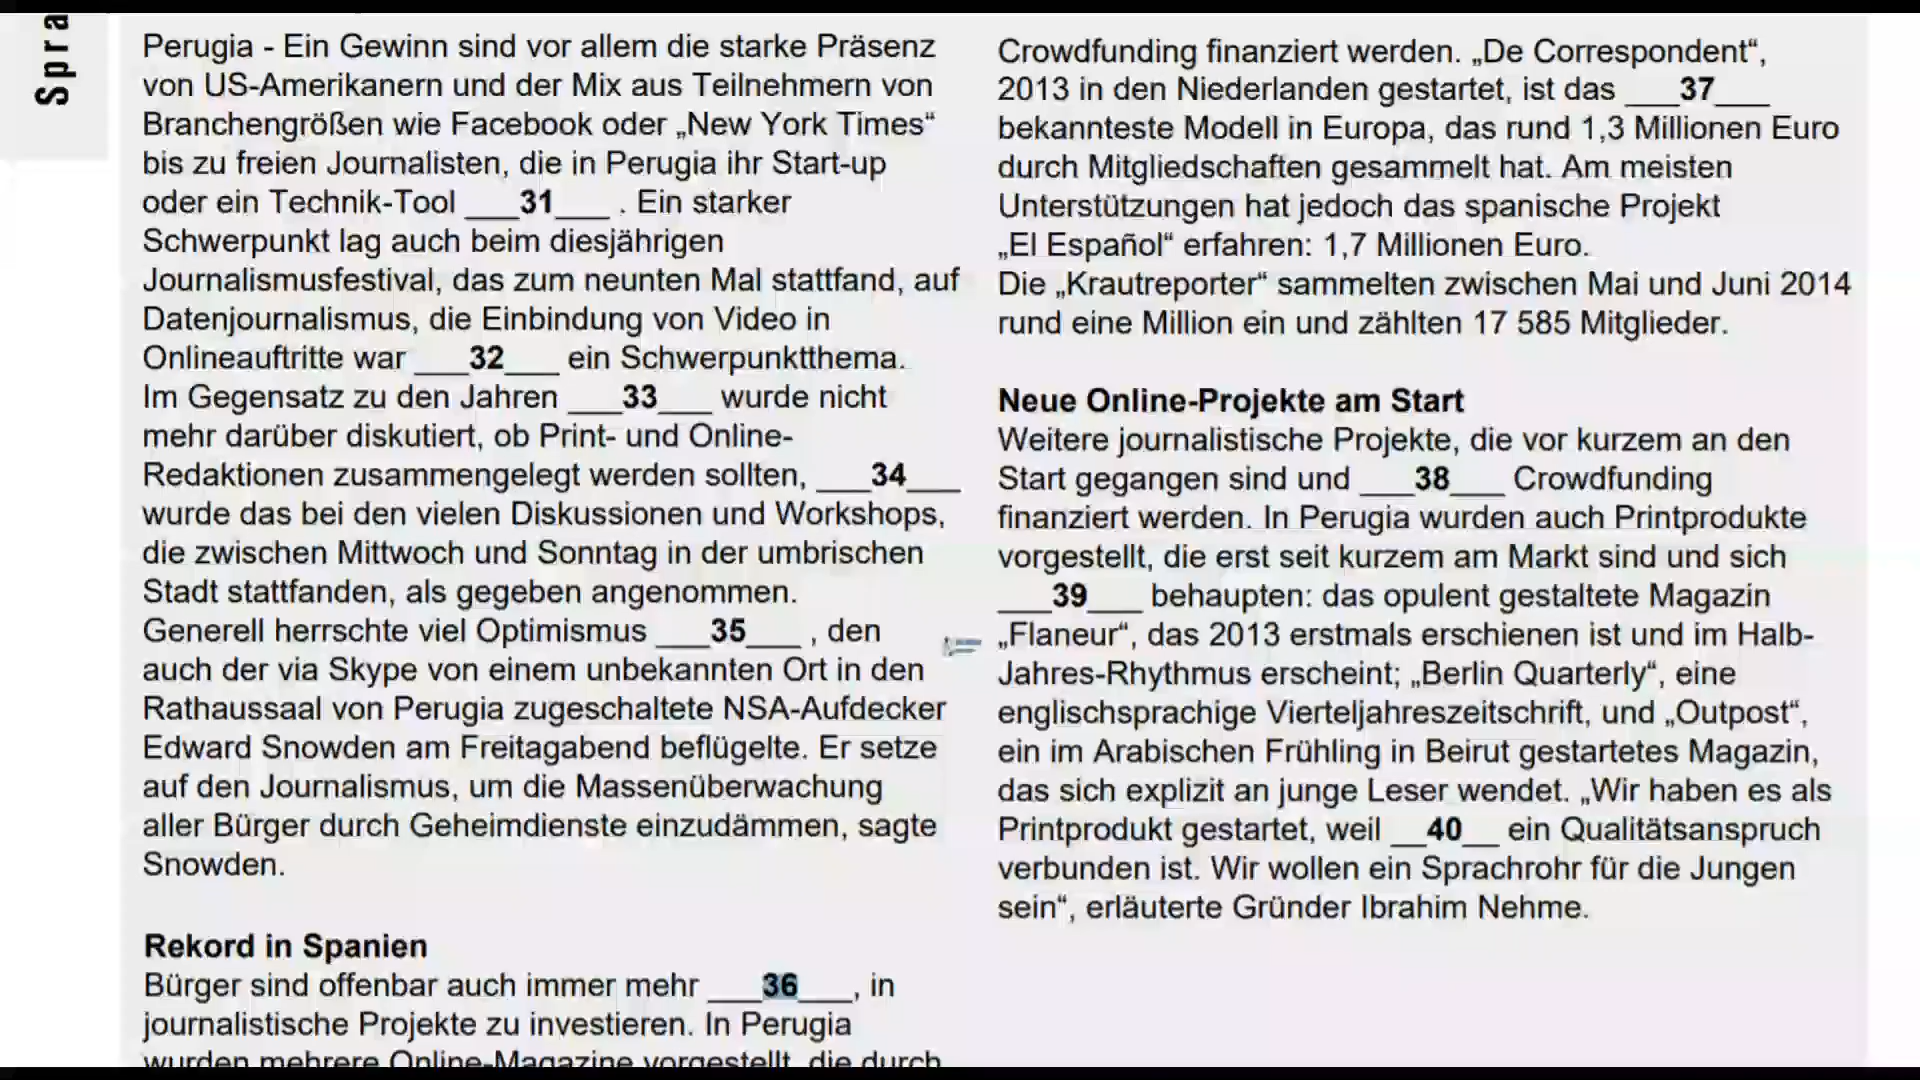 Spra
Perugia - Ein Gewinn sind vor allem die starke Präsenz
von US-Amerikanern und der Mix aus Teilnehmern von
Branchengrößen wie Facebook oder „New York Times“
bis zu freien Journalisten, die in Perugia ihr Start-up
oder ein Technik-Tool ___31___ . Ein starker
Schwerpunkt lag auch beim diesjährigen
Journalismusfestival, das zum neunten Mal stattfand, auf
Datenjournalismus, die Einbindung von Video in
Onlineauftritte war ___32___ ein Schwerpunktthema.
Im Gegensatz zu den Jahren ___33___ wurde nicht
mehr darüber diskutiert, ob Print- und Online-
Redaktionen zusammengelegt werden sollten, ___34___
wurde das bei den vielen Diskussionen und Workshops,
die zwischen Mittwoch und Sonntag in der umbrischen
Stadt stattfanden, als gegeben angenommen.
Generell herrschte viel Optimismus ___35___ , den
auch der via Skype von einem unbekannten Ort in den
Rathaussaal von Perugia zugeschaltete NSA-Aufdecker
Edward Snowden am Freitagabend beflügelte. Er setze
auf den Journalismus, um die Massenüberwachung
aller Bürger durch Geheimdienste einzudämmen, sagte
Snowden.
Rekord in Spanien
Bürger sind offenbar auch immer mehr ___36___, in
journalistische Projekte zu investieren. In Perugia
wurden mehrere Online-Magazine vorgestellt, die durch
Crowdfunding finanziert werden. „De Correspondent“,
2013 in den Niederlanden gestartet, ist das ___37___
bekannteste Modell in Europa, das rund 1,3 Millionen Euro
durch Mitgliedschaften gesammelt hat. Am meisten
Unterstützungen hat jedoch das spanische Projekt
„El Español“ erfahren: 1,7 Millionen Euro.
Die „Krautreporter“ sammelten zwischen Mai und Juni 2014
rund eine Million ein und zählten 17 585 Mitglieder.
Neue Online-Projekte am Start
Weitere journalistische Projekte, die vor kurzem an den
Start gegangen sind und ___38___ Crowdfunding
finanziert werden. In Perugia wurden auch Printprodukte
vorgestellt, die erst seit kurzem am Markt sind und sich
___39___ behaupten: das opulent gestaltete Magazin
„Flaneur“, das 2013 erstmals erschienen ist und im Halb-
Jahres-Rhythmus erscheint; „Berlin Quarterly“, eine
englischsprachige Vierteljahreszeitschrift, und „Outpost“,
ein im Arabischen Frühling in Beirut gestartetes Magazin,
das sich explizit an junge Leser wendet. „Wir haben es als
Printprodukt gestartet, weil __40__ ein Qualitätsanspruch
verbunden ist. Wir wollen ein Sprachrohr für die Jungen
sein“, erläuterte Gründer Ibrahim Nehme.